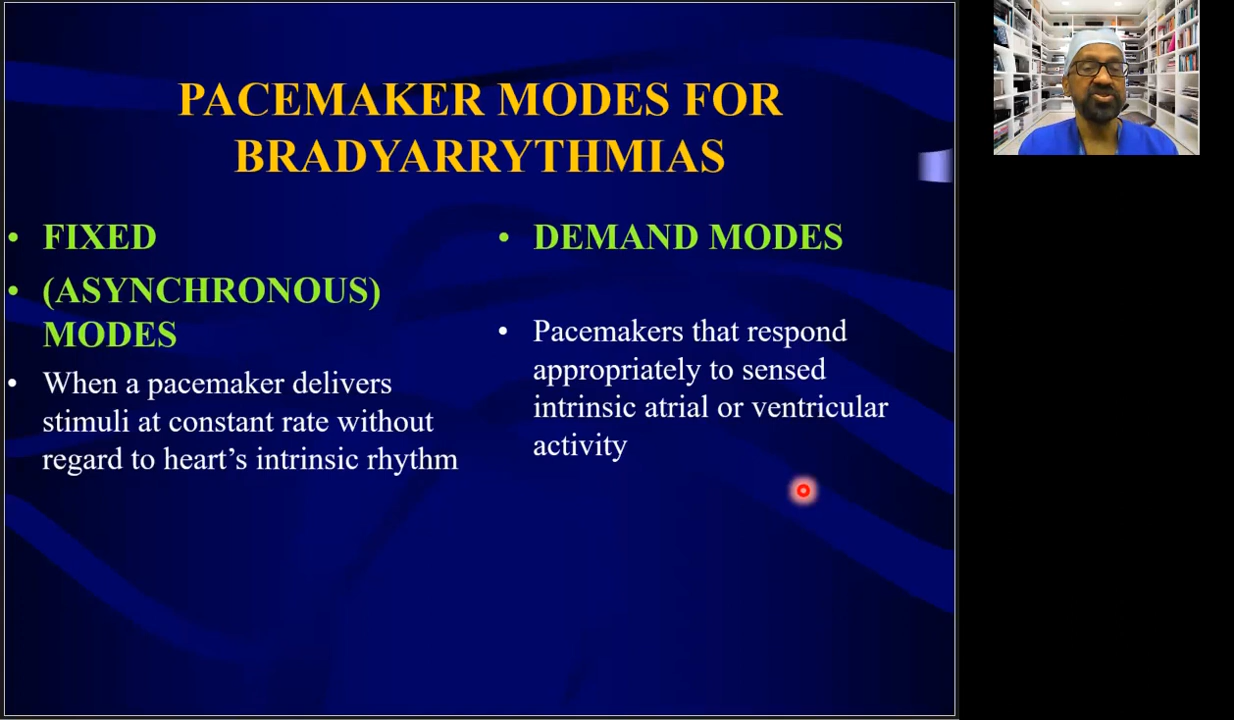 PACEMAKER MODES FOR
BRADYARRYTHMIAS
• FIXED
• (ASYNCHRONOUS)
MODES
• When a pacemaker delivers
stimuli at constant rate without
regard to heart’s intrinsic rhythm
• DEMAND MODES
• Pacemakers that respond
appropriately to sensed
intrinsic atrial or ventricular
activity